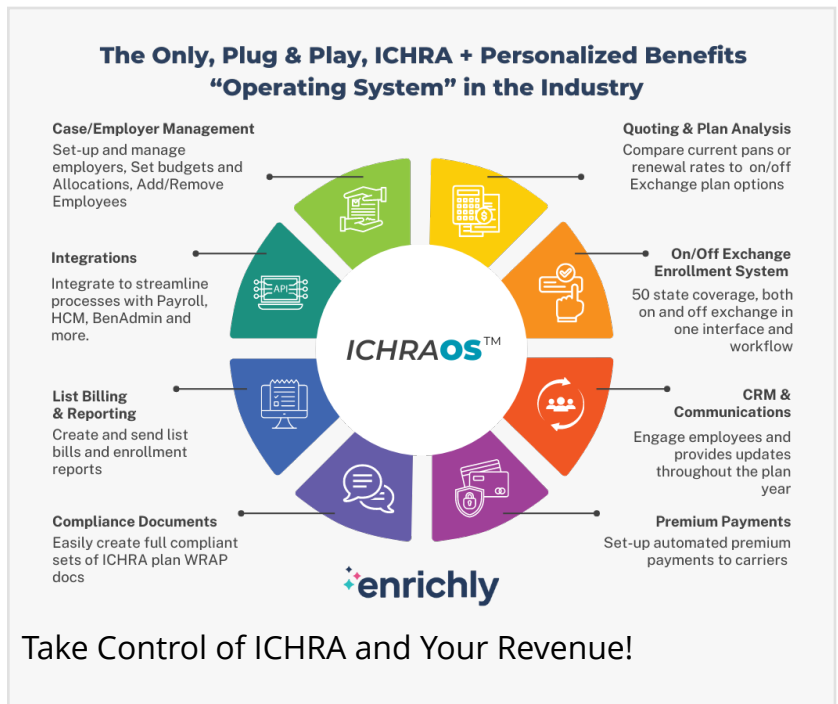 The Only, Plug & Play, ICHRA + Personalized Benefits
“Operating System” in the Industry
Case/Employer Management
Set-up and manage
employers, Set budgets and
Allocations, Add/Remove
Employees
Quoting & Plan Analysis
Compare current pans or
renewal rates to on/off
Exchange plan options
Integrations
Integrate to streamline
processes with Payroll,
HCM, BenAdmin and
more.
API
On/Off Exchange
Enrollment System
50 state coverage, both
on and off exchange in
one interface and
workflow
ICHRAOS™
List Billing
& Reporting
Create and send list
bills and enrollment
reports
CRM &
Communications
Engage employees and
provides updates
throughout the plan
year
Compliance Documents
Easily create full compliant
sets of ICHRA plan WRAP
docs
Premium Payments
Set-up automated premium
payments to carriers
enrichly
Take Control of ICHRA and Your Revenue!